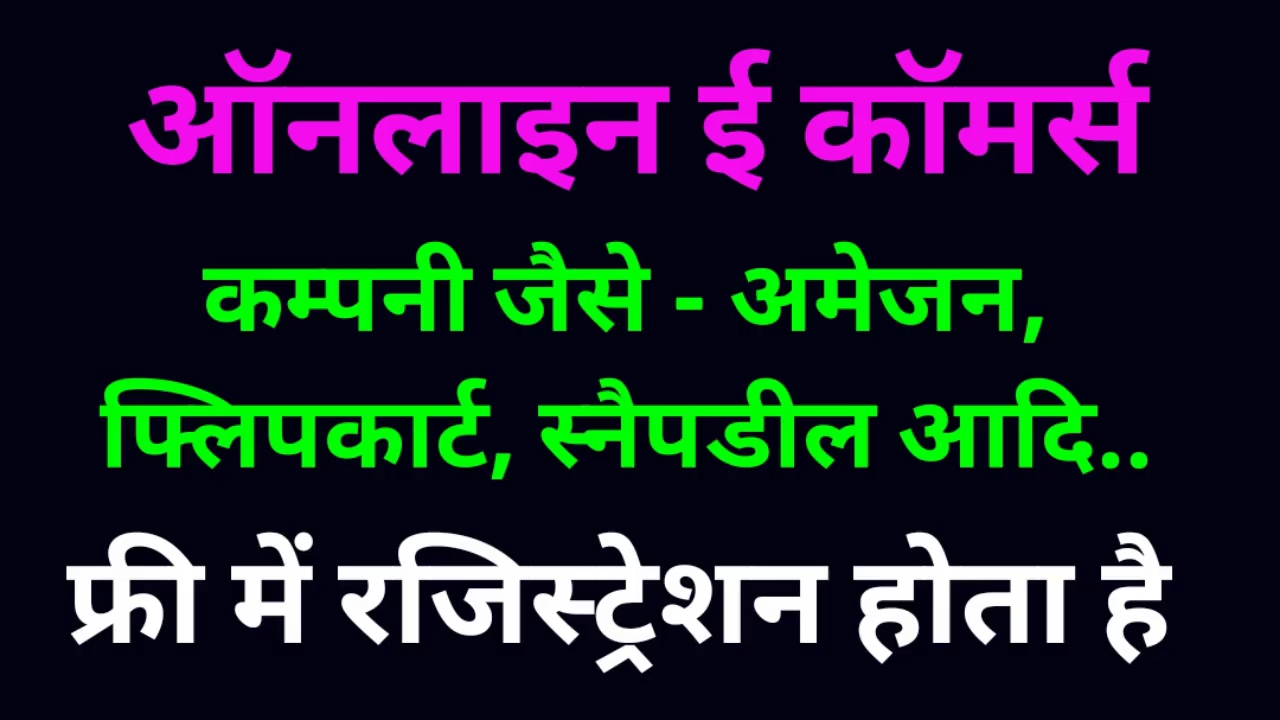 ऑनलाइन ई कॉमर्स
कम्पनी जैसे - अमेजन,
फ्लिपकार्ट, स्नैपडील आदि..
फ्री में रजिस्ट्रेशन होता है